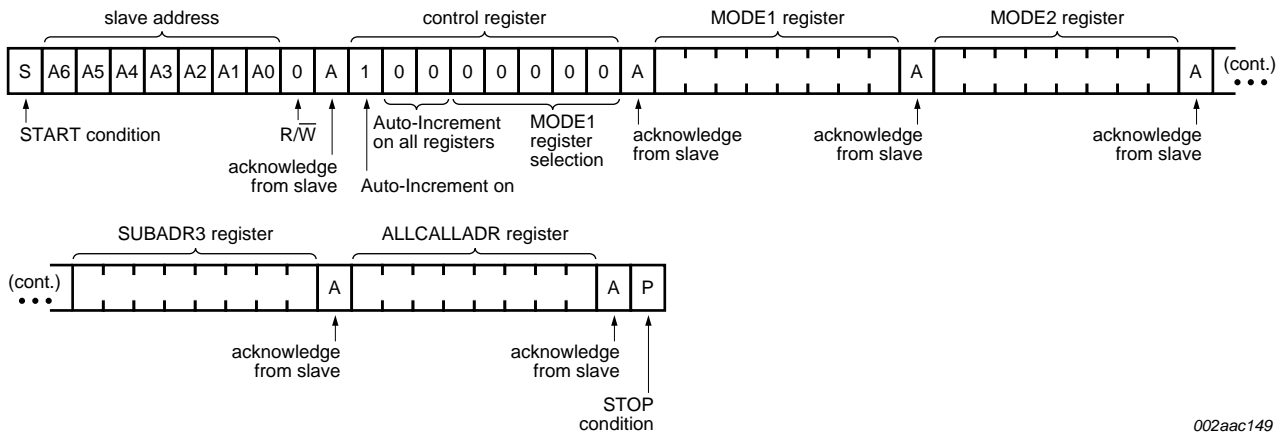 slave address control register MODE1 register MODE2 register
S A6 A5 A4 A3 A2 A1 A0 0 A 1 0 0 0 0 0 0 0 A A A (cont.)
START condition R/W̅ Auto-Increment on all registers MODE1 register selection acknowledge from slave acknowledge from slave acknowledge from slave
acknowledge from slave Auto-Increment on
SUBADR3 register ALLCALLADR register
(cont.) A A P
acknowledge from slave acknowledge from slave
STOP condition
002aac149